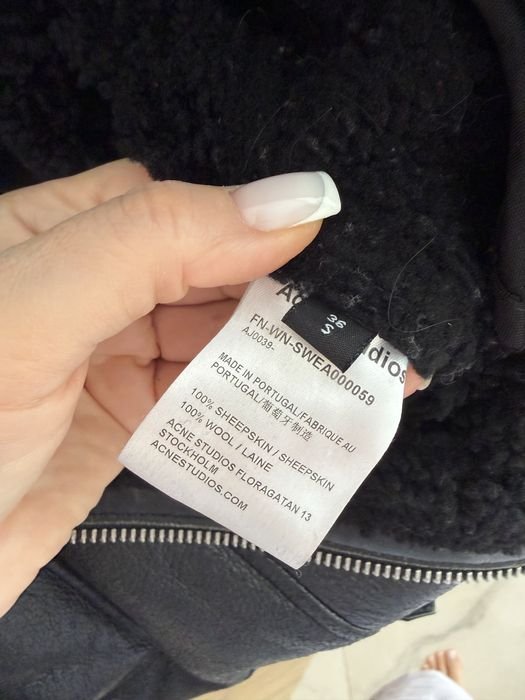 Ac dios
36
S
FN-WN-SWEA000059
AJ0039-
MADE IN PORTUGAL/FABRIQUE AU
PORTUGAL/葡萄牙制造
100% SHEEPSKIN / SHEEPSKIN
100% WOOL / LAINE
ACNE STUDIOS FLORAGATAN 13
STOCKHOLM
ACNESTUDIOS.COM